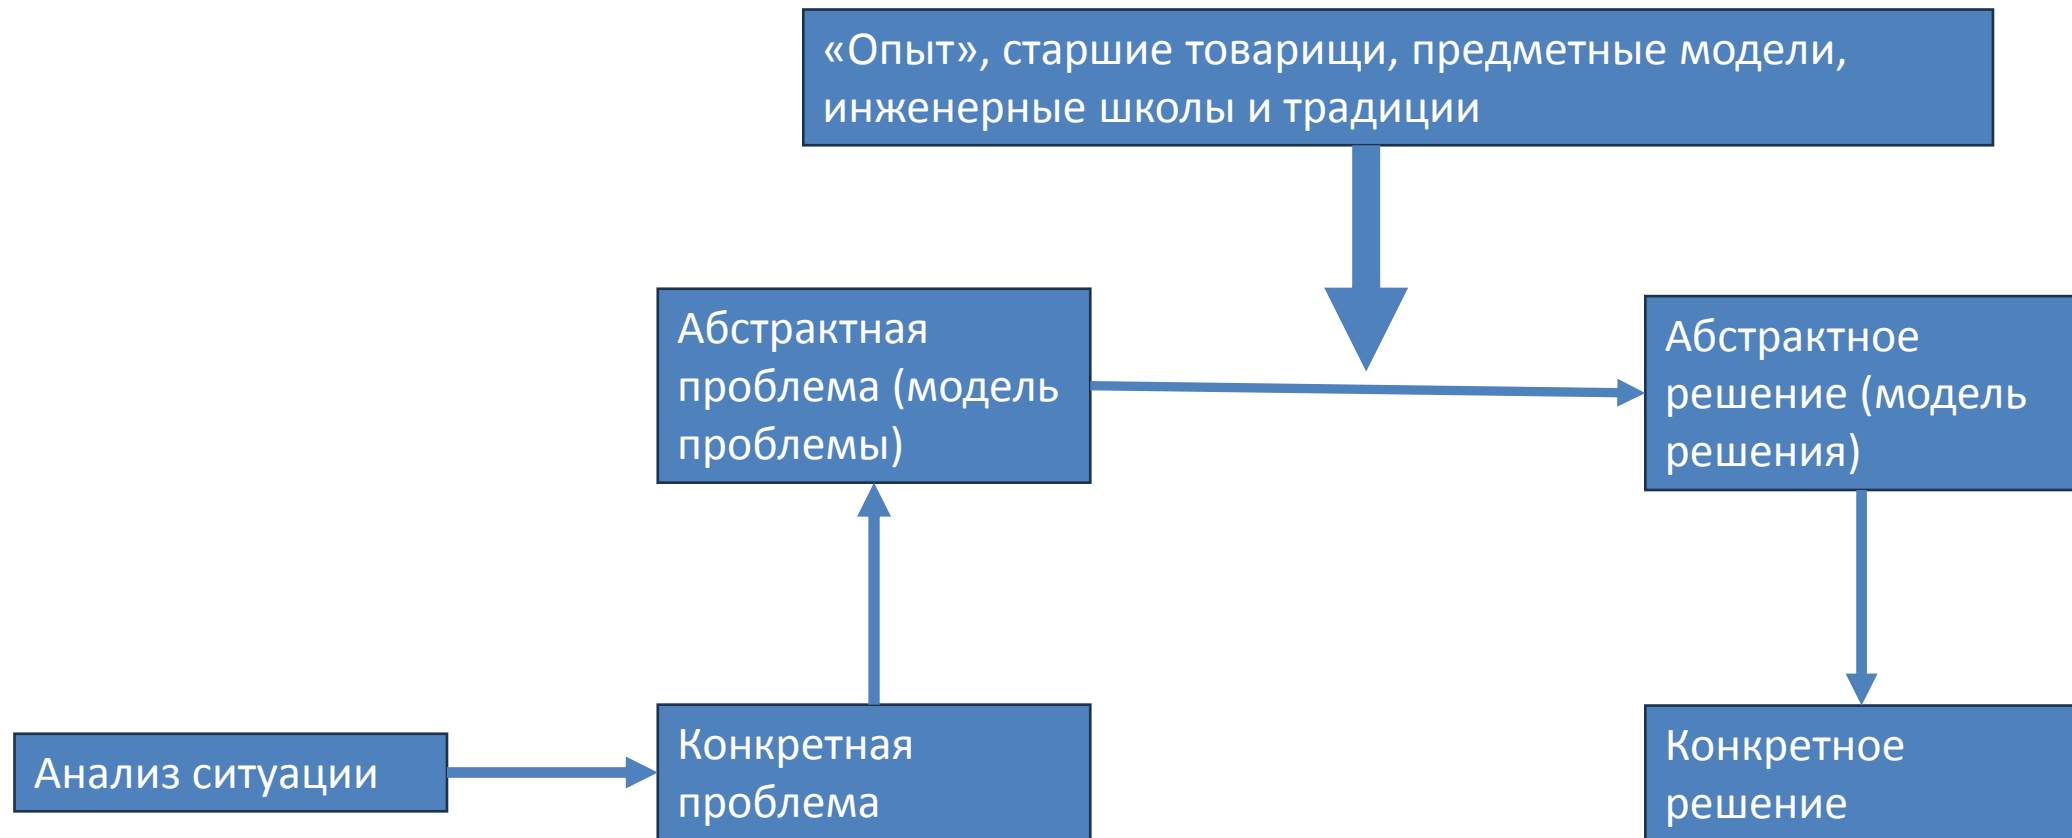 «Опыт», старшие товарищи, предметные модели,
инженерные школы и традиции
Абстрактная
проблема (модель
проблемы)
Абстрактное
решение (модель
решения)
Анализ ситуации
Конкретная
проблема
Конкретное
решение